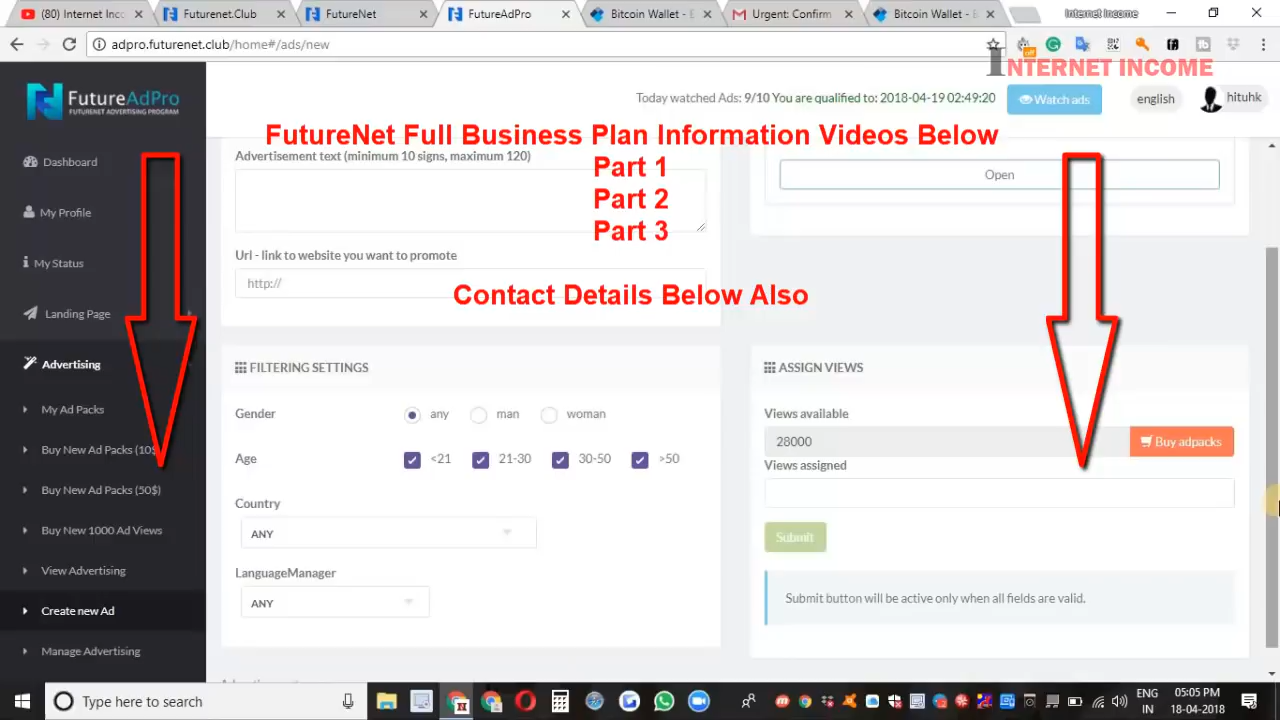 (80) Internet Incom
Futurenet.Club
FutureNet
FutureAdPro
Bitcoin Wallet - E
Urgent: Confirm
Bitcoin Wallet - B
Internet Income
adpro.futurenet.club/home#/ads/new
off
INTERNET INCOME
FutureAdPro
FUTURENET ADVERTISING PROGRAM
Today watched Ads: 9/10 You are qualified to: 2018-04-19 02:49:20
Watch ads
english
hituhk
FutureNet Full Business Plan Information Videos Below
Part 1
Part 2
Part 3
Contact Details Below Also
Dashboard
My Profile
My Status
Landing Page
Advertising
My Ad Packs
Buy New Ad Packs (10$
Buy New Ad Packs (50$)
Buy New 1000 Ad Views
View Advertising
Create new Ad
Manage Advertising
Advertisement text (minimum 10 signs, maximum 120)
Url - link to website you want to promote
http://
Open
FILTERING SETTINGS
Gender
any
man
woman
Age
<21
21-30
30-50
>50
Country
ANY
LanguageManager
ANY
ASSIGN VIEWS
Views available
28000
Buy adpacks
Views assigned
Submit
Submit button will be active only when all fields are valid.
Type here to search
ENG
IN
05:05 PM
18-04-2018